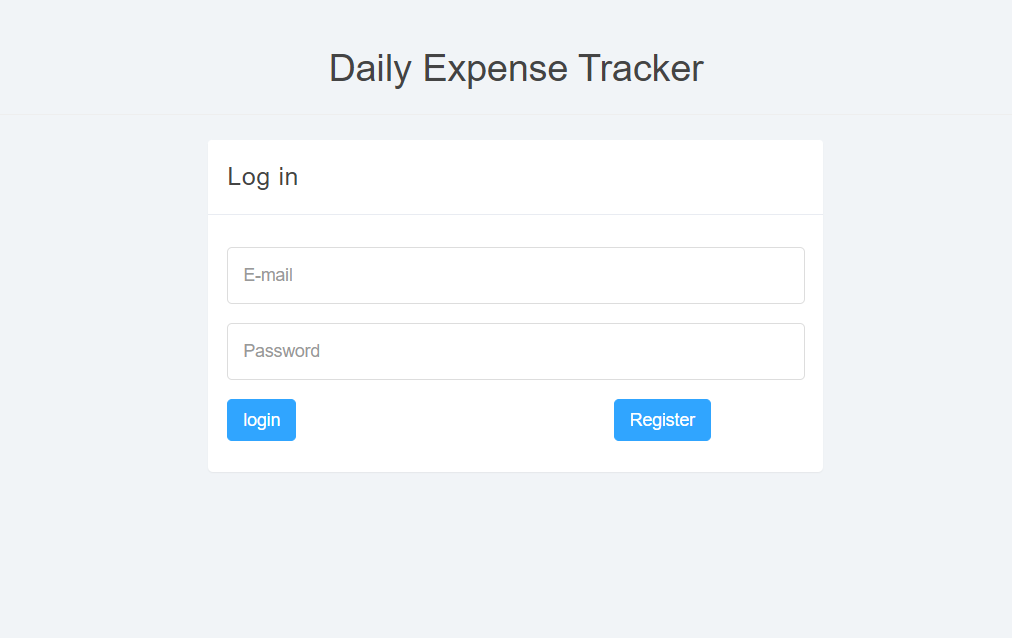 Daily Expense Tracker
Log in
E-mail
Password
login Register